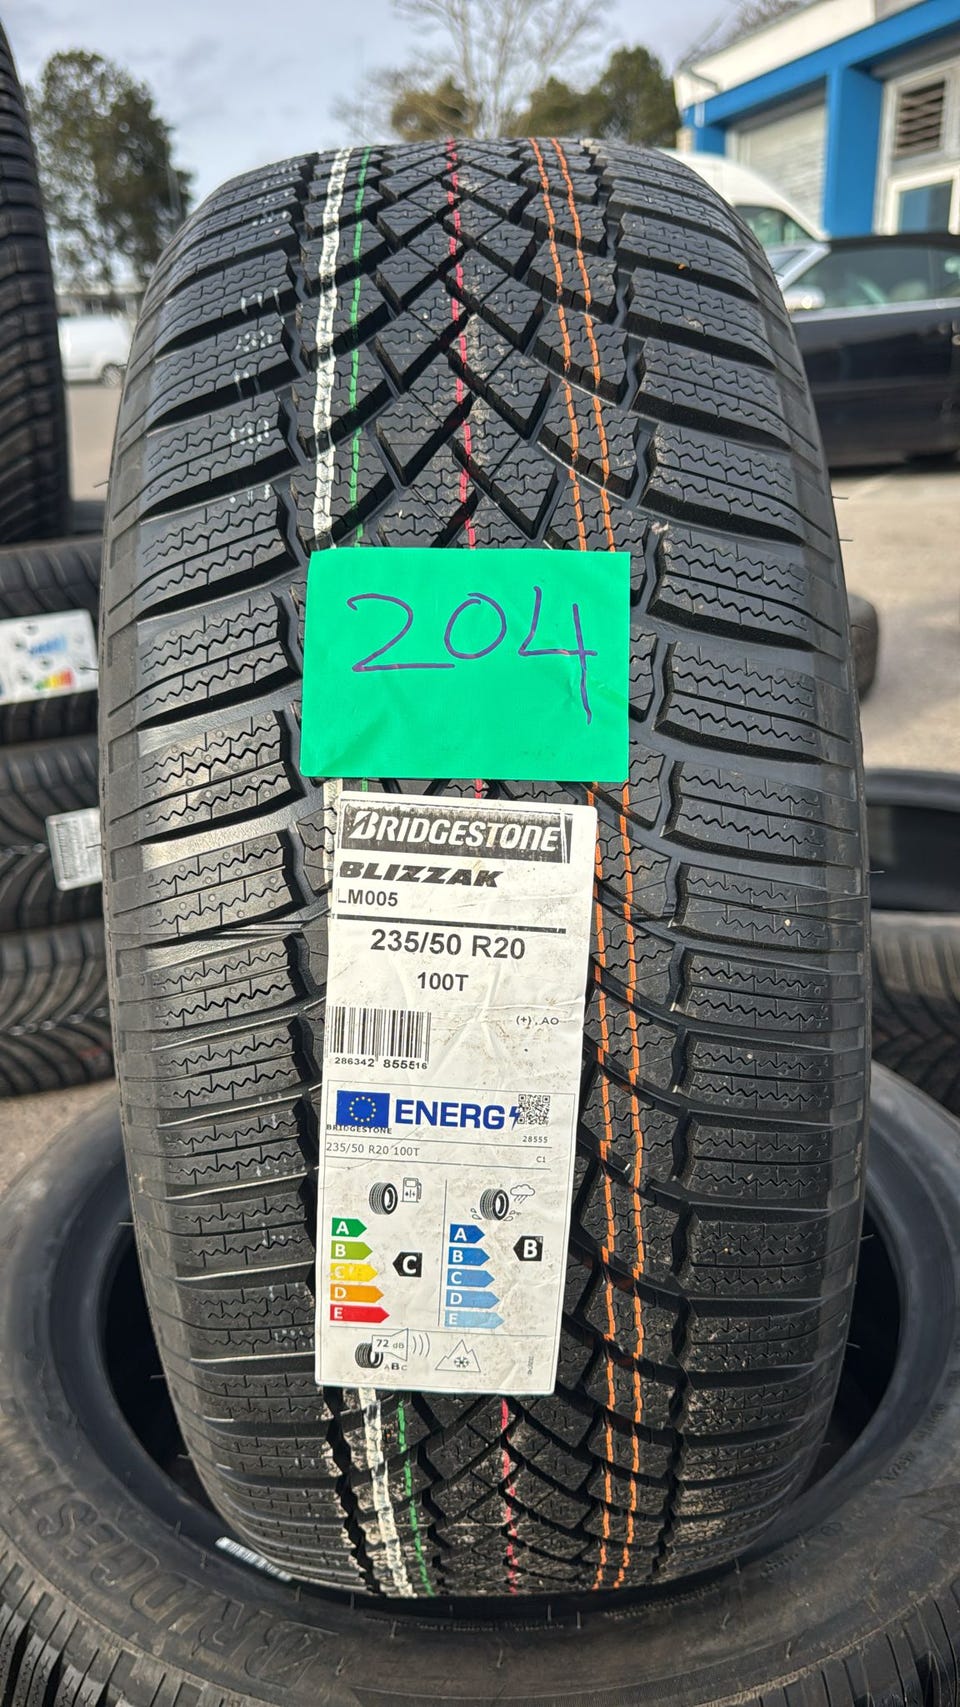 204
BRIDGESTONE
BLIZZAK
LM005
235/50 R20
100T
(+), AO
286342 855516
ENERG
BRIDGESTONE
28555
235/50 R20 100T
C1
A
B
C
D
E
C
A
B
C
D
E
B
72 dB
ABC
BRIDGEST